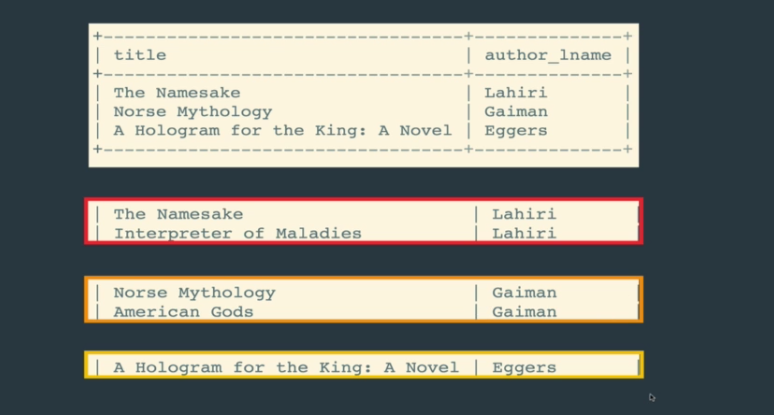 +----------------------------------+--------------+
| title                            | author_lname |
+----------------------------------+--------------+
| The Namesake                     | Lahiri       |
| Norse Mythology                  | Gaiman       |
| A Hologram for the King: A Novel | Eggers       |
+----------------------------------+--------------+
| The Namesake                     | Lahiri       |
| Interpreter of Maladies          | Lahiri       |
| Norse Mythology                  | Gaiman       |
| American Gods                    | Gaiman       |
| A Hologram for the King: A Novel | Eggers       |